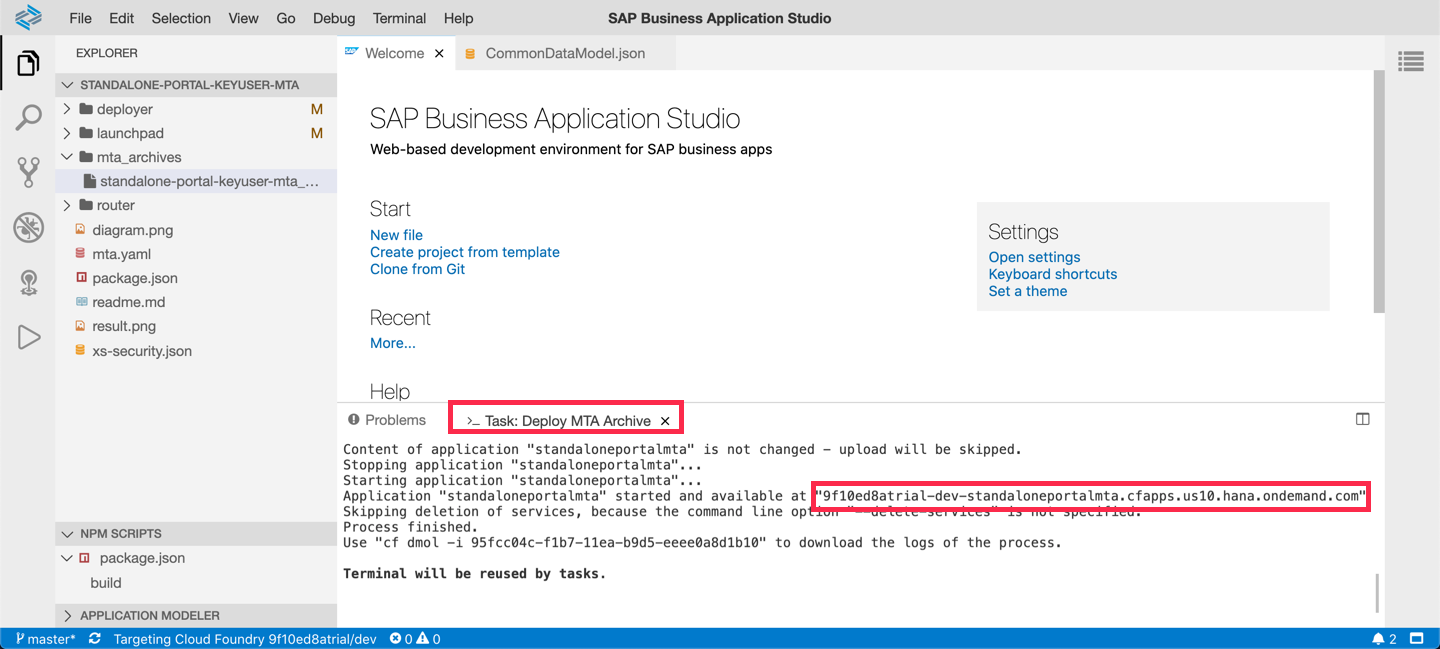 File Edit Selection View Go Debug Terminal Help SAP Business Application Studio
EXPLORER
STANDALONE-PORTAL-KEYUSER-MTA
deployer M
launchpad M
mta_archives
standalone-portal-keyuser-mta_...
router
diagram.png
mta.yaml
package.json
readme.md
result.png
xs-security.json
NPM SCRIPTS
package.json
build
APPLICATION MODELER
Welcome CommonDataModel.json
SAP Business Application Studio
Web-based development environment for SAP business apps
Start
New file
Create project from template
Clone from Git
Recent
More...
Help
Settings
Open settings
Keyboard shortcuts
Set a theme
Problems >_ Task: Deploy MTA Archive
Content of application "standaloneportalmta" is not changed - upload will be skipped.
Stopping application "standaloneportalmta"...
Starting application "standaloneportalmta"...
Application "standaloneportalmta" started and available at "9f10ed8atrial-dev-standaloneportalmta.cfapps.us10.hana.ondemand.com"
Skipping deletion of services, because the command line option "--delete-services" is not specified.
Process finished.
Use "cf dmol -i 95fcc04c-f1b7-11ea-b9d5-eeee0a8d1b10" to download the logs of the process.
Terminal will be reused by tasks.
master* Targeting Cloud Foundry 9f10ed8atrial/dev 0 0 2